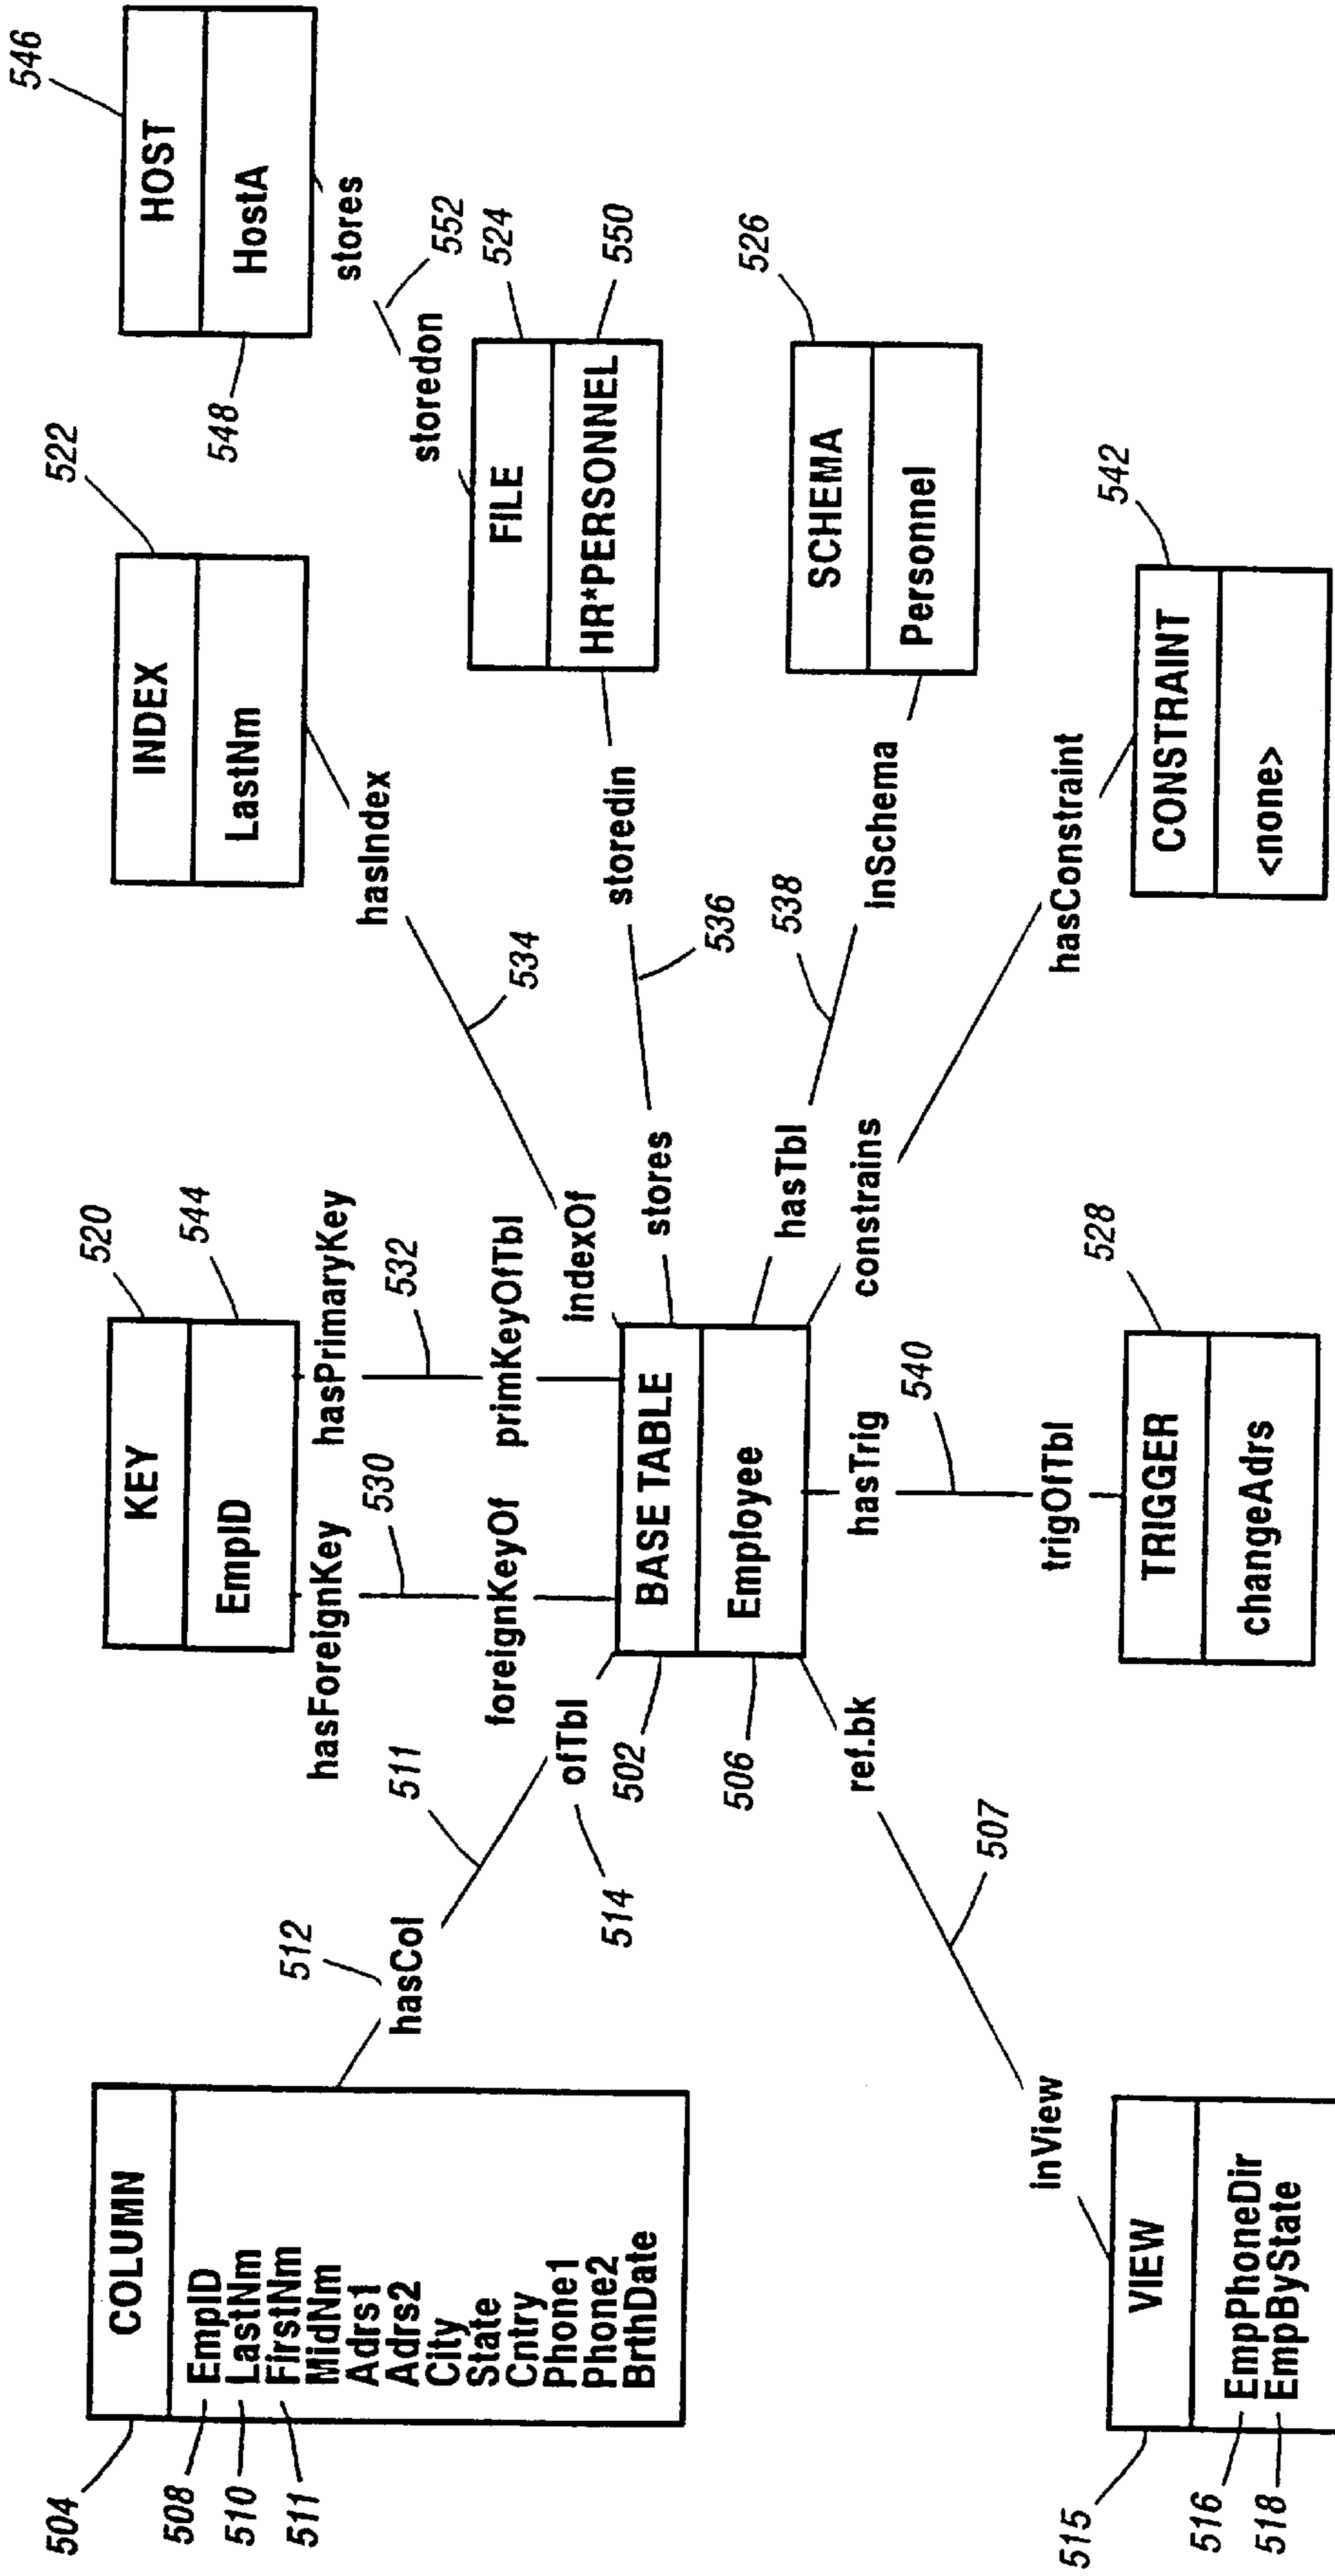 504
COLUMN
508
EmpID
510
LastNm
511
FirstNm
MidNm
Adrs1
Adrs2
City
State
Cntry
Phone1
Phone2
BrthDate
512
hasCol
511
ofTbl
514
520
KEY
544
EmpID
hasForeignKey
530
foreignKeyOf
hasPrimaryKey
532
primKeyOfTbl
522
INDEX
LastNm
hasIndex
534
indexOf
546
HOST
548
HostA
stores
552
storedon
524
FILE
550
HR*PERSONNEL
storedin
536
stores
502
BASE TABLE
506
Employee
526
SCHEMA
Personnel
inSchema
538
hasTbl
constrains
hasConstraint
542
CONSTRAINT
<none>
hasTrig
540
trigOfTbl
528
TRIGGER
changeAdrs
ref.bk
507
inView
515
VIEW
516
EmpPhoneDir
518
EmpByState